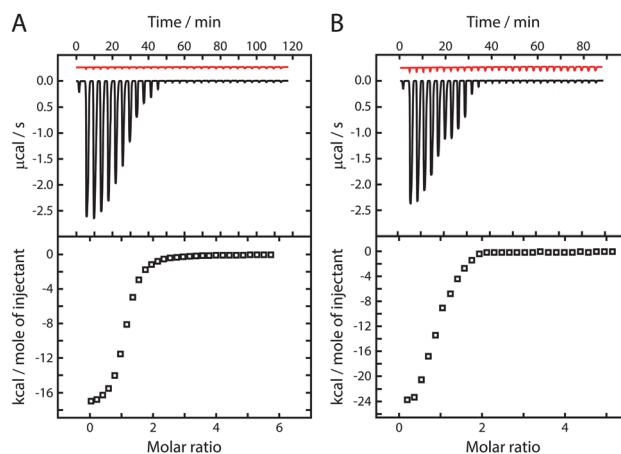 A
Time / min
0 20 40 60 80 100 120
0.0
0.5
-1.0
-1.5
-2.0
-2.5
μcal / s
0
-4
-8
-12
-16
kcal / mole of injectant
0 2 4 6
Molar ratio
B
Time / min
0 20 40 60 80
0.0
0.5
-1.0
-1.5
-2.0
-2.5
μcal / s
0
-4
-8
-12
-16
-20
-24
kcal / mole of injectant
0 2 4
Molar ratio